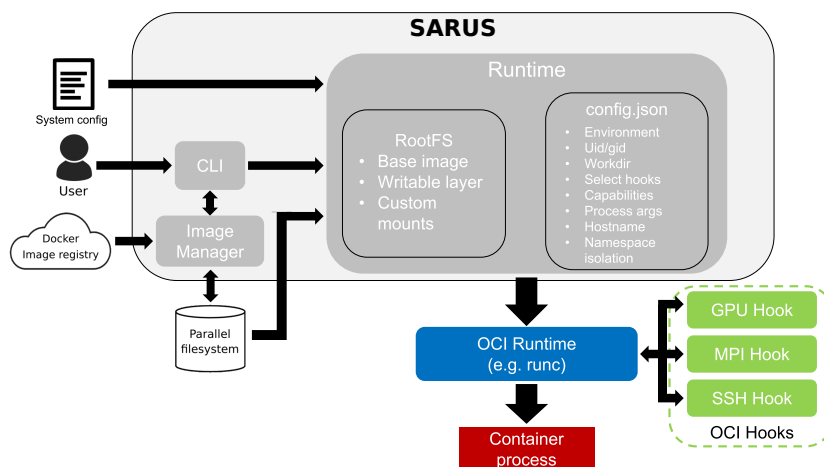 SARUS
Runtime
System config
User
CLI
Image
Manager
Docker
Image registry
Parallel
filesystem
RootFS
• Base image
• Writable layer
• Custom
mounts
config.json
• Environment
• Uid/gid
• Workdir
• Select hooks
• Capabilities
• Process args
• Hostname
• Namespace
isolation
OCI Runtime
(e.g. runc)
Container
process
GPU Hook
MPI Hook
SSH Hook
OCI Hooks